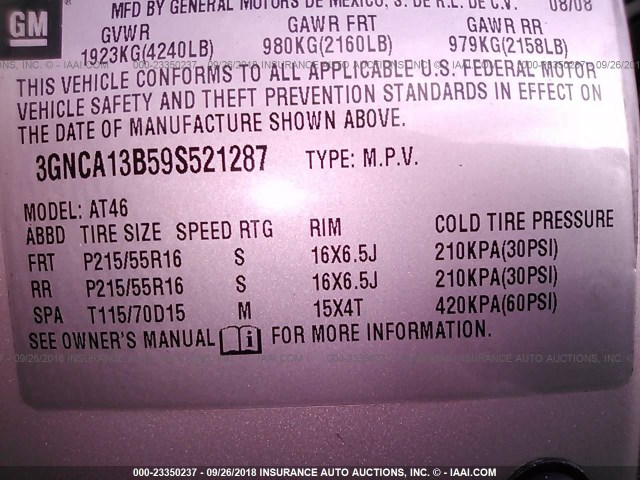 MFD BY GENERAL MOTORS DE MEXICO, S. DE R.L. DE C.V. 08/08
GM
GVWR GAWR FRT GAWR RR
1923KG(4240LB) 980KG(2160LB) 979KG(2158LB)
THIS VEHICLE CONFORMS TO ALL APPLICABLE U.S. FEDERAL MOTOR
VEHICLE SAFETY AND THEFT PREVENTION STANDARDS IN EFFECT ON
THE DATE OF MANUFACTURE SHOWN ABOVE.
3GNCA13B59S521287 TYPE: M.P.V.
MODEL: AT46
ABBD TIRE SIZE SPEED RTG RIM COLD TIRE PRESSURE
FRT P215/55R16 S 16X6.5J 210KPA(30PSI)
RR P215/55R16 S 16X6.5J 210KPA(30PSI)
SPA T115/70D15 M 15X4T 420KPA(60PSI)
SEE OWNER'S MANUAL i FOR MORE INFORMATION.
000-23350237 - 09/26/2018 INSURANCE AUTO AUCTIONS, INC. © - IAAI.COM